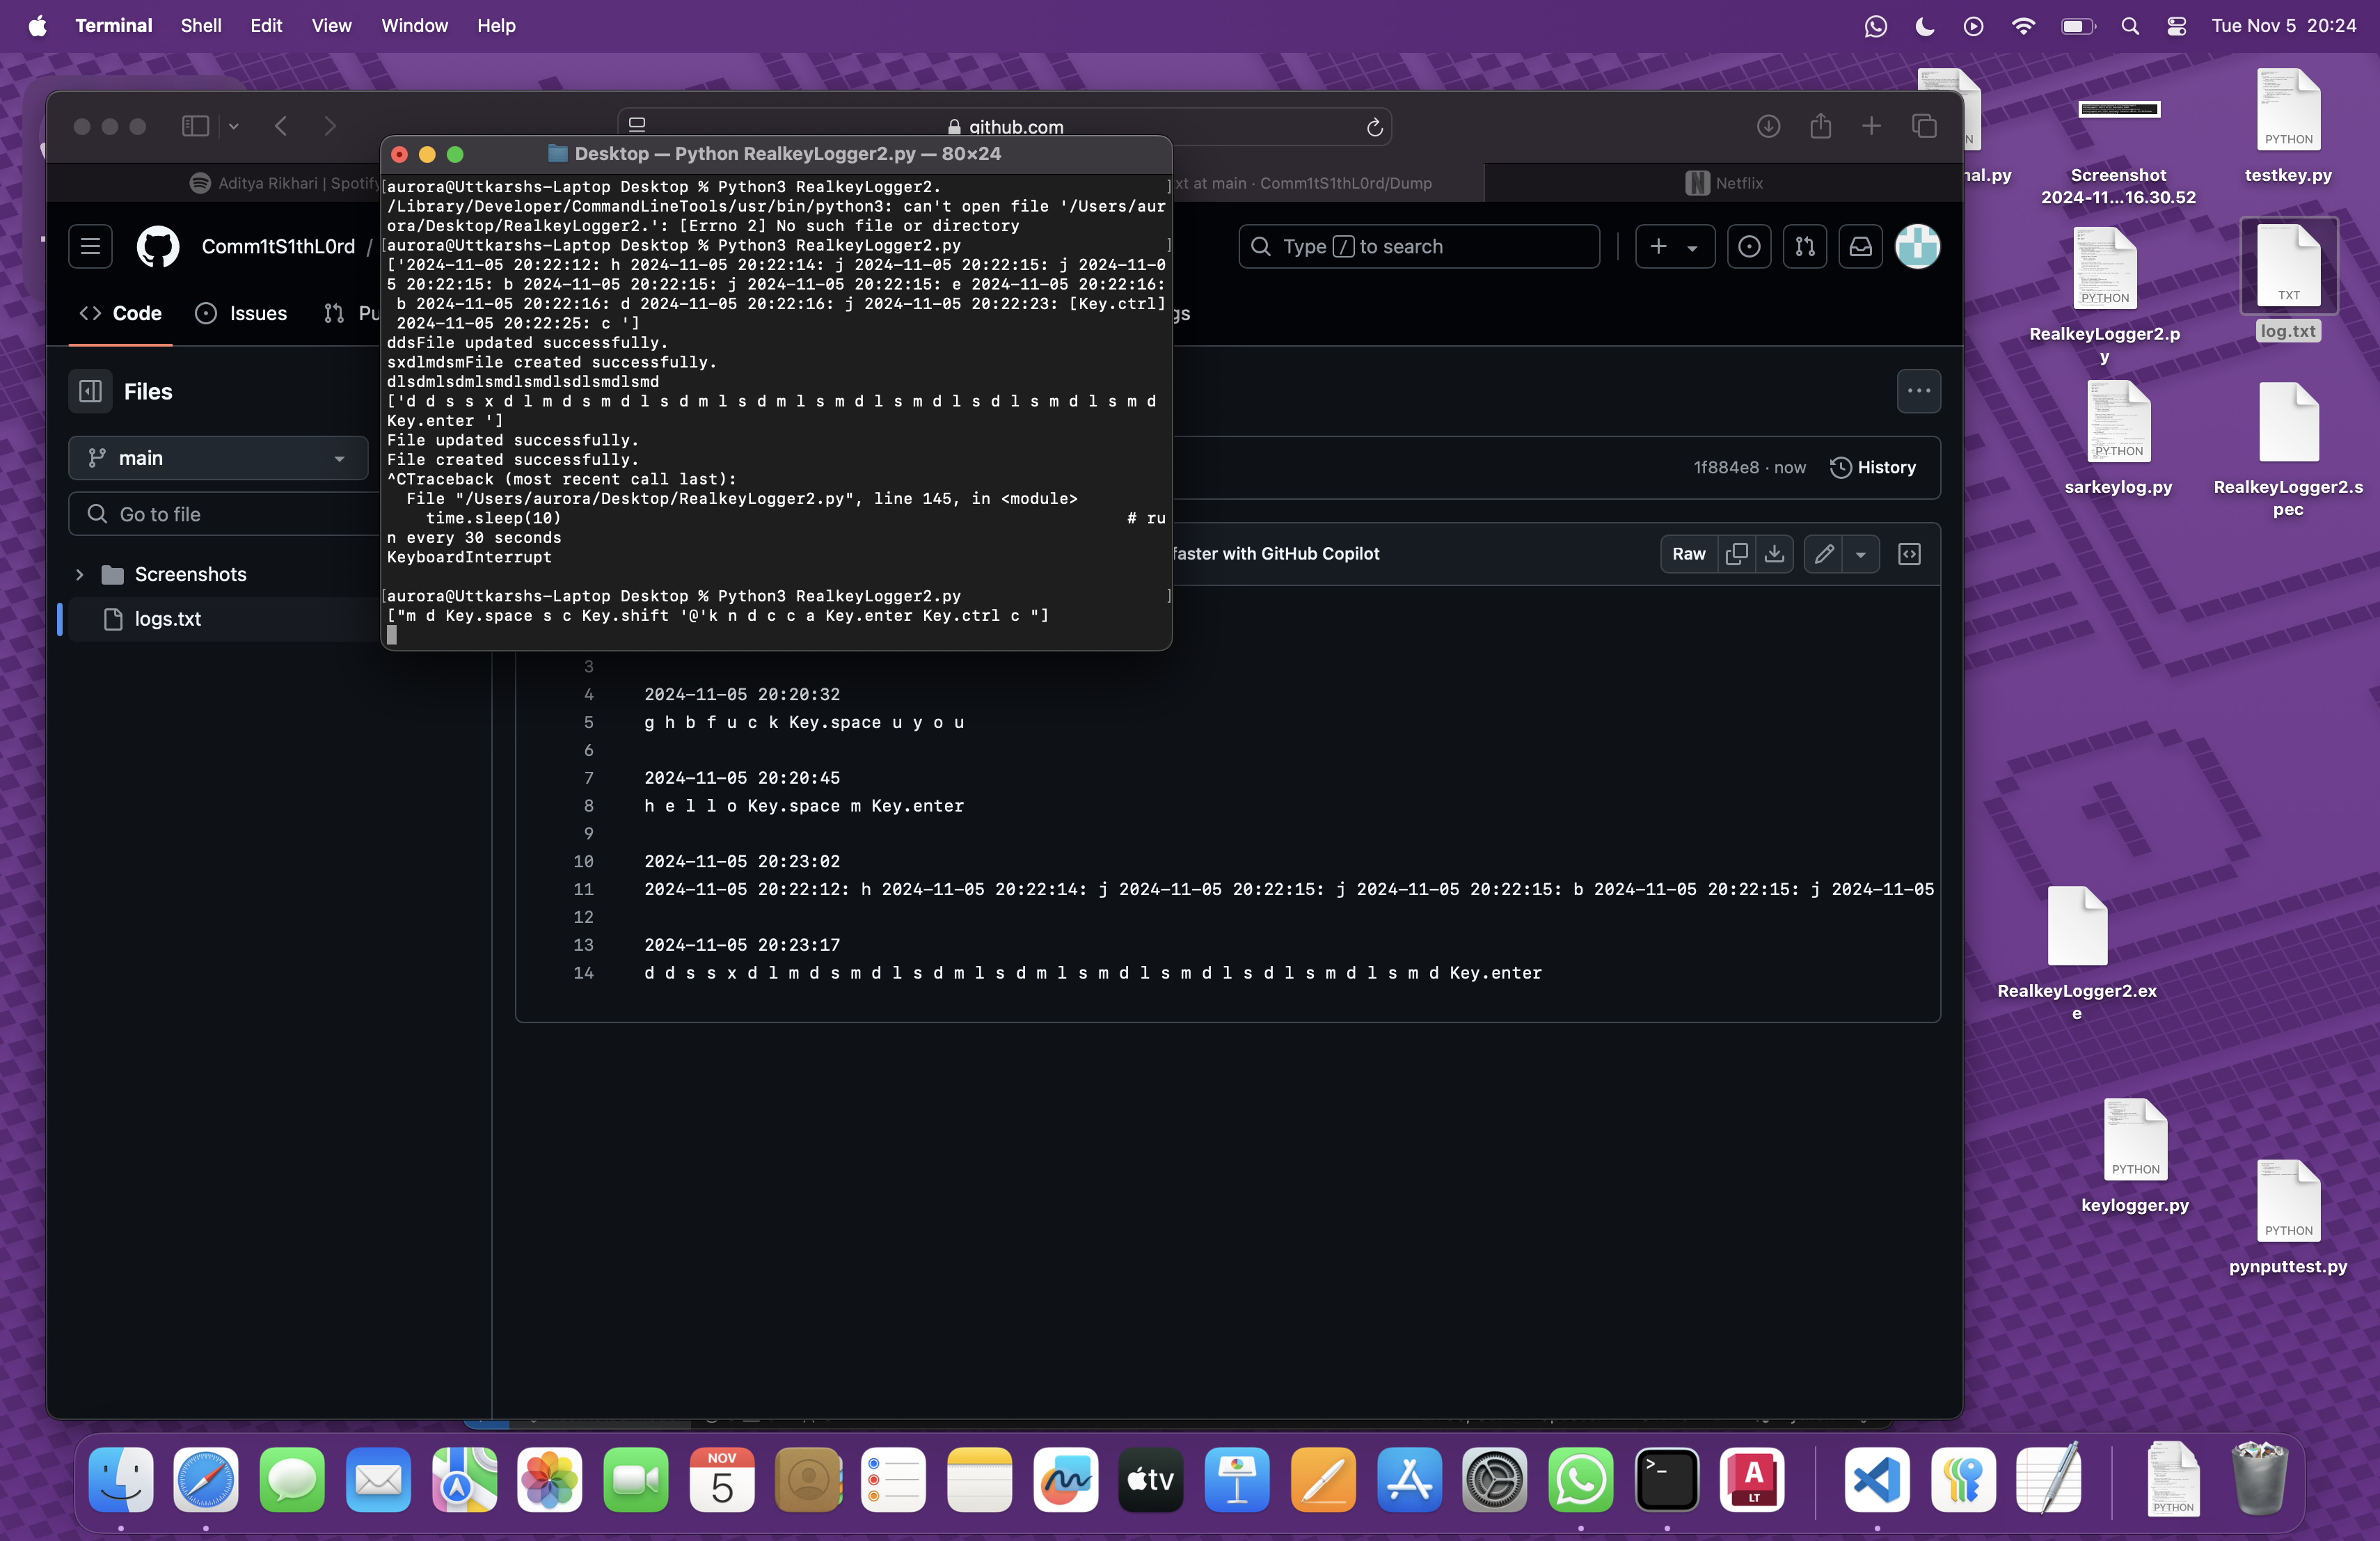 Terminal Shell Edit View Window Help Tue Nov 5 20:24
github.com
Aditya Rikhari | Spotify
xt at main · Comm1tS1thL0rd/Dump
Netflix
Comm1tS1thL0rd /
Type / to search
Code Issues
Files
main
Go to file
Screenshots
logs.txt
Desktop — Python RealkeyLogger2.py — 80×24
[aurora@Uttkarshs-Laptop Desktop % Python3 RealkeyLogger2. ]
/Library/Developer/CommandLineTools/usr/bin/python3: can't open file '/Users/aur
ora/Desktop/RealkeyLogger2.': [Errno 2] No such file or directory
[aurora@Uttkarshs-Laptop Desktop % Python3 RealkeyLogger2.py ]
['2024-11-05 20:22:12: h 2024-11-05 20:22:14: j 2024-11-05 20:22:15: j 2024-11-0
5 20:22:15: b 2024-11-05 20:22:15: j 2024-11-05 20:22:15: e 2024-11-05 20:22:16:
 b 2024-11-05 20:22:16: d 2024-11-05 20:22:16: j 2024-11-05 20:22:23: [Key.ctrl]
 2024-11-05 20:22:25: c ']
ddsFile updated successfully.
sxdlmdsmFile created successfully.
dlsdmlsdmlsmdlsmdlsdlsmdlsmd
['d d s s x d l m d s m d l s d m l s d m l s m d l s m d l s d l s m d l s m d
Key.enter ']
File updated successfully.
File created successfully.
^CTraceback (most recent call last):
  File "/Users/aurora/Desktop/RealkeyLogger2.py", line 145, in <module>
    time.sleep(10) # ru
n every 30 seconds
KeyboardInterrupt
[aurora@Uttkarshs-Laptop Desktop % Python3 RealkeyLogger2.py ]
["m d Key.space s c Key.shift '@'k n d c c a Key.enter Key.ctrl c "]
1f884e8 · now History
faster with GitHub Copilot
Raw
3
4 2024-11-05 20:20:32
5 g h b f u c k Key.space u y o u
6
7 2024-11-05 20:20:45
8 h e l l o Key.space m Key.enter
9
10 2024-11-05 20:23:02
11 2024-11-05 20:22:12: h 2024-11-05 20:22:14: j 2024-11-05 20:22:15: j 2024-11-05 20:22:15: b 2024-11-05 20:22:15: j 2024-11-05
12
13 2024-11-05 20:23:17
14 d d s s x d l m d s m d l s d m l s d m l s m d l s m d l s d l s m d l s m d Key.enter
nal.py
Screenshot
2024-11...16.30.52
PYTHON
testkey.py
PYTHON
RealkeyLogger2.p
y
TXT
log.txt
PYTHON
sarkeylog.py
RealkeyLogger2.s
pec
RealkeyLogger2.ex
e
PYTHON
keylogger.py
PYTHON
pynputtest.py
NOV
5
tv
>_
A
LT
PYTHON